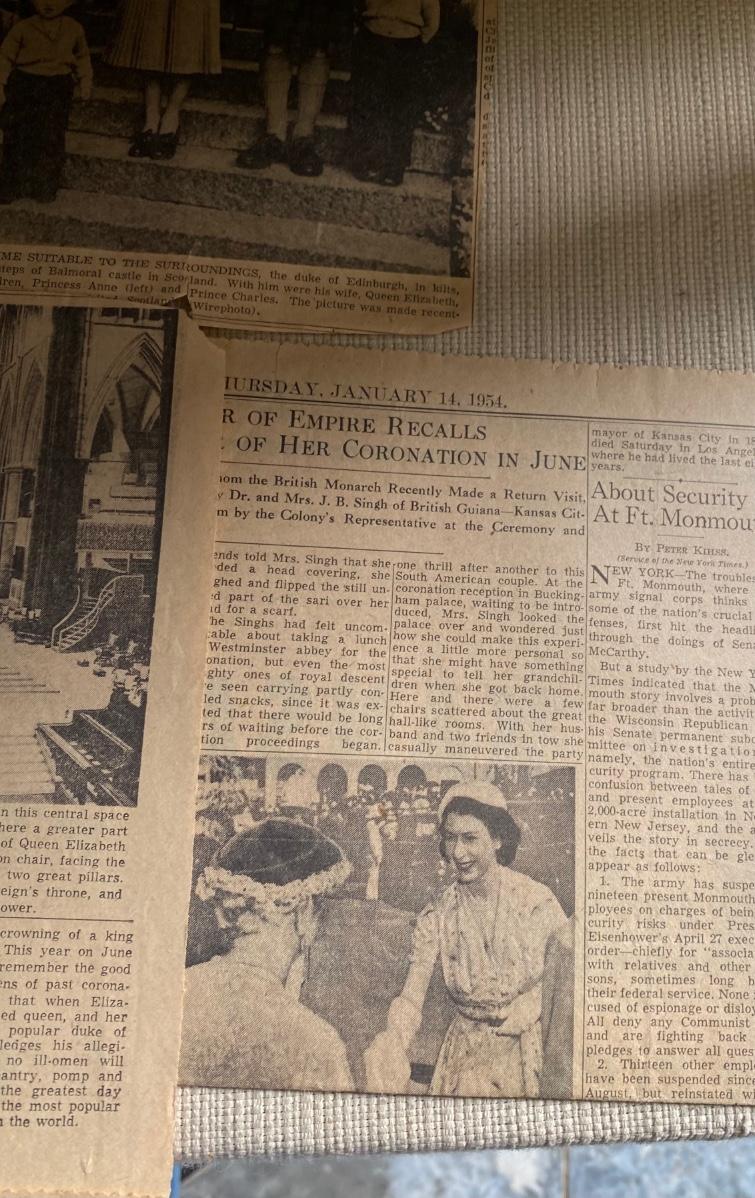 ME SUITABLE TO THE SURROUNDINGS, the duke of Edinburgh, in kilts,
teps of Balmoral castle in Scotland. With him were his wife, Queen Elizabeth,
ren, Princess Anne (left) and Prince Charles. The picture was made recent-
Wirephoto).
HURSDAY, JANUARY 14, 1954.
R OF EMPIRE RECALLS
OF HER CORONATION IN JUNE
om the British Monarch Recently Made a Return Visit,
y Dr. and Mrs. J. B. Singh of British Guiana—Kansas Cit-
m by the Colony's Representative at the Ceremony and
ends told Mrs. Singh that she
ded a head covering, she
ghed and flipped the still un-
ed part of the sari over her
ad for a scarf.
he Singhs had felt uncom-
able about taking a lunch
Westminster abbey for the
onation, but even the most
ghty ones of royal descent
e seen carrying partly con-
led snacks, since it was ex-
ted that there would be long
rs of waiting before the cor-
tion proceedings began.
one thrill after another to this
South American couple. At the
coronation reception in Bucking-
ham palace, waiting to be intro-
duced, Mrs. Singh looked the
palace over and wondered just
how she could make this experi-
ence a little more personal so
that she might have something
special to tell her grandchil-
dren when she got back home.
Here and there were a few
chairs scattered about the great
hall-like rooms. With her hus-
band and two friends in tow she
casually maneuvered the party
mayor of Kansas City in 18
died Saturday in Los Angel
where he had lived the last ei
years.
About Security
At Ft. Monmou
BY PETER KIHSS.
(Service of the New York Times.)
NEW YORK—The troubles
Ft. Monmouth, where
army signal corps thinks
some of the nation's crucial
fenses, first hit the headl
through the doings of Sena
McCarthy.
But a study by the New Y
Times indicated that the
mouth story involves a prob
far broader than the activit
the Wisconsin Republican
his Senate permanent subc
mittee on investigatio
namely, the nation's entire
curity program. There has
confusion between tales of
and present employees at
2,000-acre installation in Ne
ern New Jersey, and the
veils the story in secrecy.
the facts that can be gle
appear as follows:
1. The army has suspe
nineteen present Monmouth
ployees on charges of bein
curity risks under Pres
Eisenhower's April 27 exec
order—chiefly for "associa
with relatives and other
sons, sometimes long b
their federal service. None
cused of espionage or disloy
All deny any Communist
and are fighting back
pledges to answer all ques
2. Thirteen other empl
have been suspended since
August, but reinstated wi
n this central space
here a greater part
of Queen Elizabeth
on chair, facing the
two great pillars.
eign's throne, and
ower.
crowning of a king
This year on June
remember the good
ens of past corona-
that when Eliza-
ed queen, and her
popular duke of
ledges his allegi-
no ill-omen will
antry, pomp and
the greatest day
the most popular
n the world.